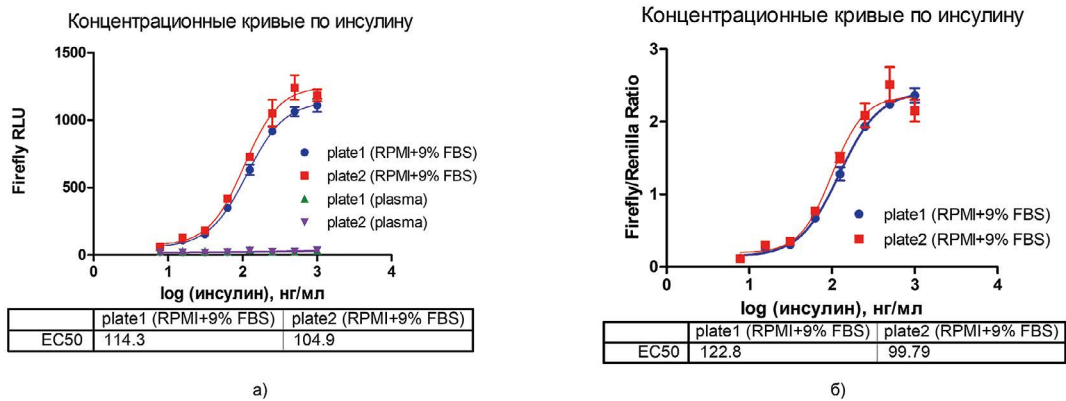 Концентрационные кривые по инсулину
1500
1000
500
0
Firefly RLU
plate1 (RPMI+9% FBS)
plate2 (RPMI+9% FBS)
plate1 (plasma)
plate2 (plasma)
0 1 2 3 4
log (инсулин), нг/мл
plate1 (RPMI+9% FBS) plate2 (RPMI+9% FBS)
EC50 114.3 104.9
а)
Концентрационные кривые по инсулину
3
2
1
0
Firefly/Renilla Ratio
plate1 (RPMI+9% FBS)
plate2 (RPMI+9% FBS)
0 1 2 3 4
log (инсулин), нг/мл
plate1 (RPMI+9% FBS) plate2 (RPMI+9% FBS)
EC50 122.8 99.79
б)